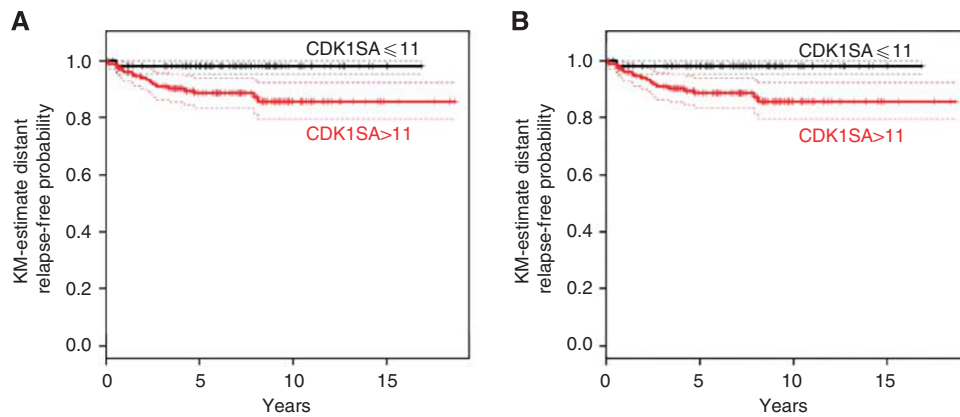 A
KM-estimate distant
relapse-free probability
1.0
0.8
0.6
0.4
0.2
0.0
CDK1SA ⩽ 11
CDK1SA>11
0
5
10
15
Years
B
KM-estimate distant
relapse-free probability
1.0
0.8
0.6
0.4
0.2
0.0
CDK1SA ⩽ 11
CDK1SA>11
0
5
10
15
Years